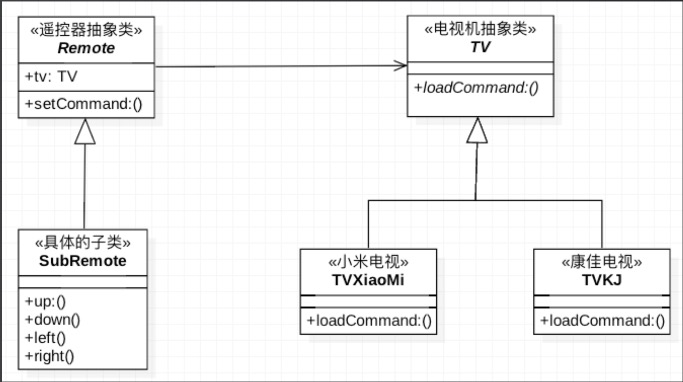 «遥控器抽象类»
Remote
+tv: TV
+setCommand:()
«电视机抽象类»
TV
+loadCommand:()
«具体的子类»
SubRemote
+up:()
+down()
+left()
+right()
«小米电视»
TVXiaoMi
+loadCommand:()
«康佳电视»
TVKJ
+loadCommand:()